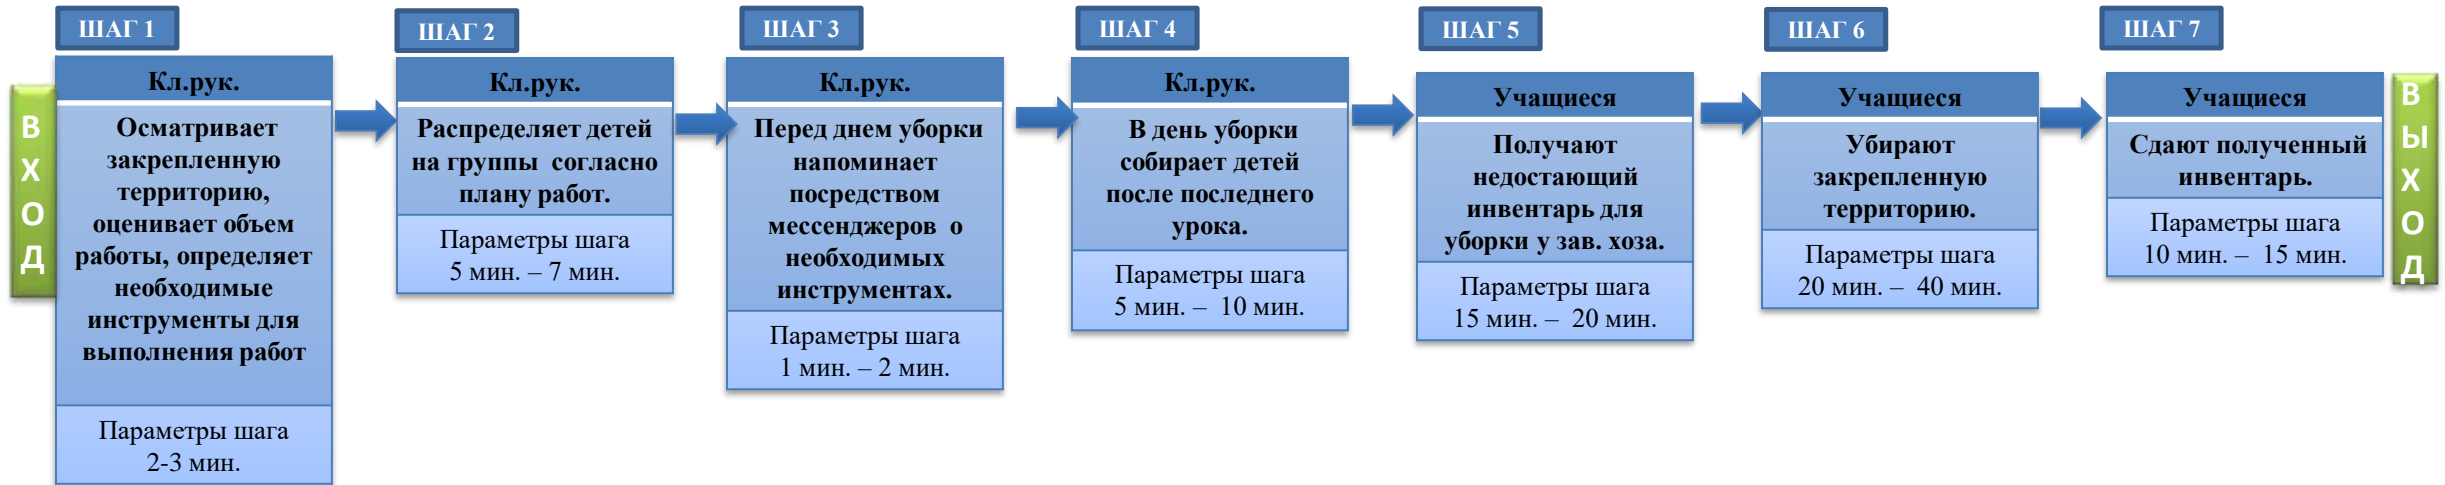 ВХОД
ШАГ 1
Кл.рук.
Осматривает
закрепленную
территорию,
оценивает объем
работы, определяет
необходимые
инструменты для
выполнения работ
Параметры шага
2-3 мин.
ШАГ 2
Кл.рук.
Распределяет детей
на группы согласно
плану работ.
Параметры шага
5 мин. – 7 мин.
ШАГ 3
Кл.рук.
Перед днем уборки
напоминает
посредством
мессенджеров о
необходимых
инструментах.
Параметры шага
1 мин. – 2 мин.
ШАГ 4
Кл.рук.
В день уборки
собирает детей
после последнего
урока.
Параметры шага
5 мин. – 10 мин.
ШАГ 5
Учащиеся
Получают
недостающий
инвентарь для
уборки у зав. хоза.
Параметры шага
15 мин. – 20 мин.
ШАГ 6
Учащиеся
Убирают
закрепленную
территорию.
Параметры шага
20 мин. – 40 мин.
ШАГ 7
Учащиеся
Сдают полученный
инвентарь.
Параметры шага
10 мин. – 15 мин.
ВЫХОД